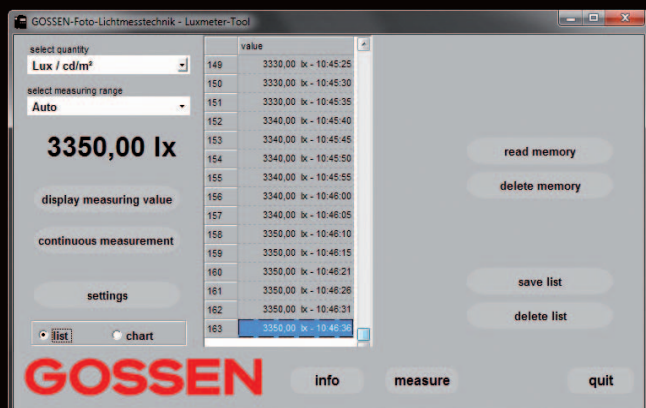 GOSSEN-Foto-Lichtmesstechnik - Luxmeter-Tool
select quantity
Lux / cd/m²
select measuring range
Auto
3350,00 lx
display measuring value
continuous measurement
settings
list
chart
value
149 3330,00 lx - 10:45:25
150 3330,00 lx - 10:45:30
151 3330,00 lx - 10:45:35
152 3340,00 lx - 10:45:40
153 3340,00 lx - 10:45:45
154 3340,00 lx - 10:45:50
155 3340,00 lx - 10:45:55
156 3340,00 lx - 10:46:00
157 3340,00 lx - 10:46:05
158 3350,00 lx - 10:46:10
159 3350,00 lx - 10:46:15
160 3350,00 lx - 10:46:21
161 3350,00 lx - 10:46:26
162 3350,00 lx - 10:46:31
163 3350,00 lx - 10:46:36
read memory
delete memory
save list
delete list
GOSSEN
info
measure
quit